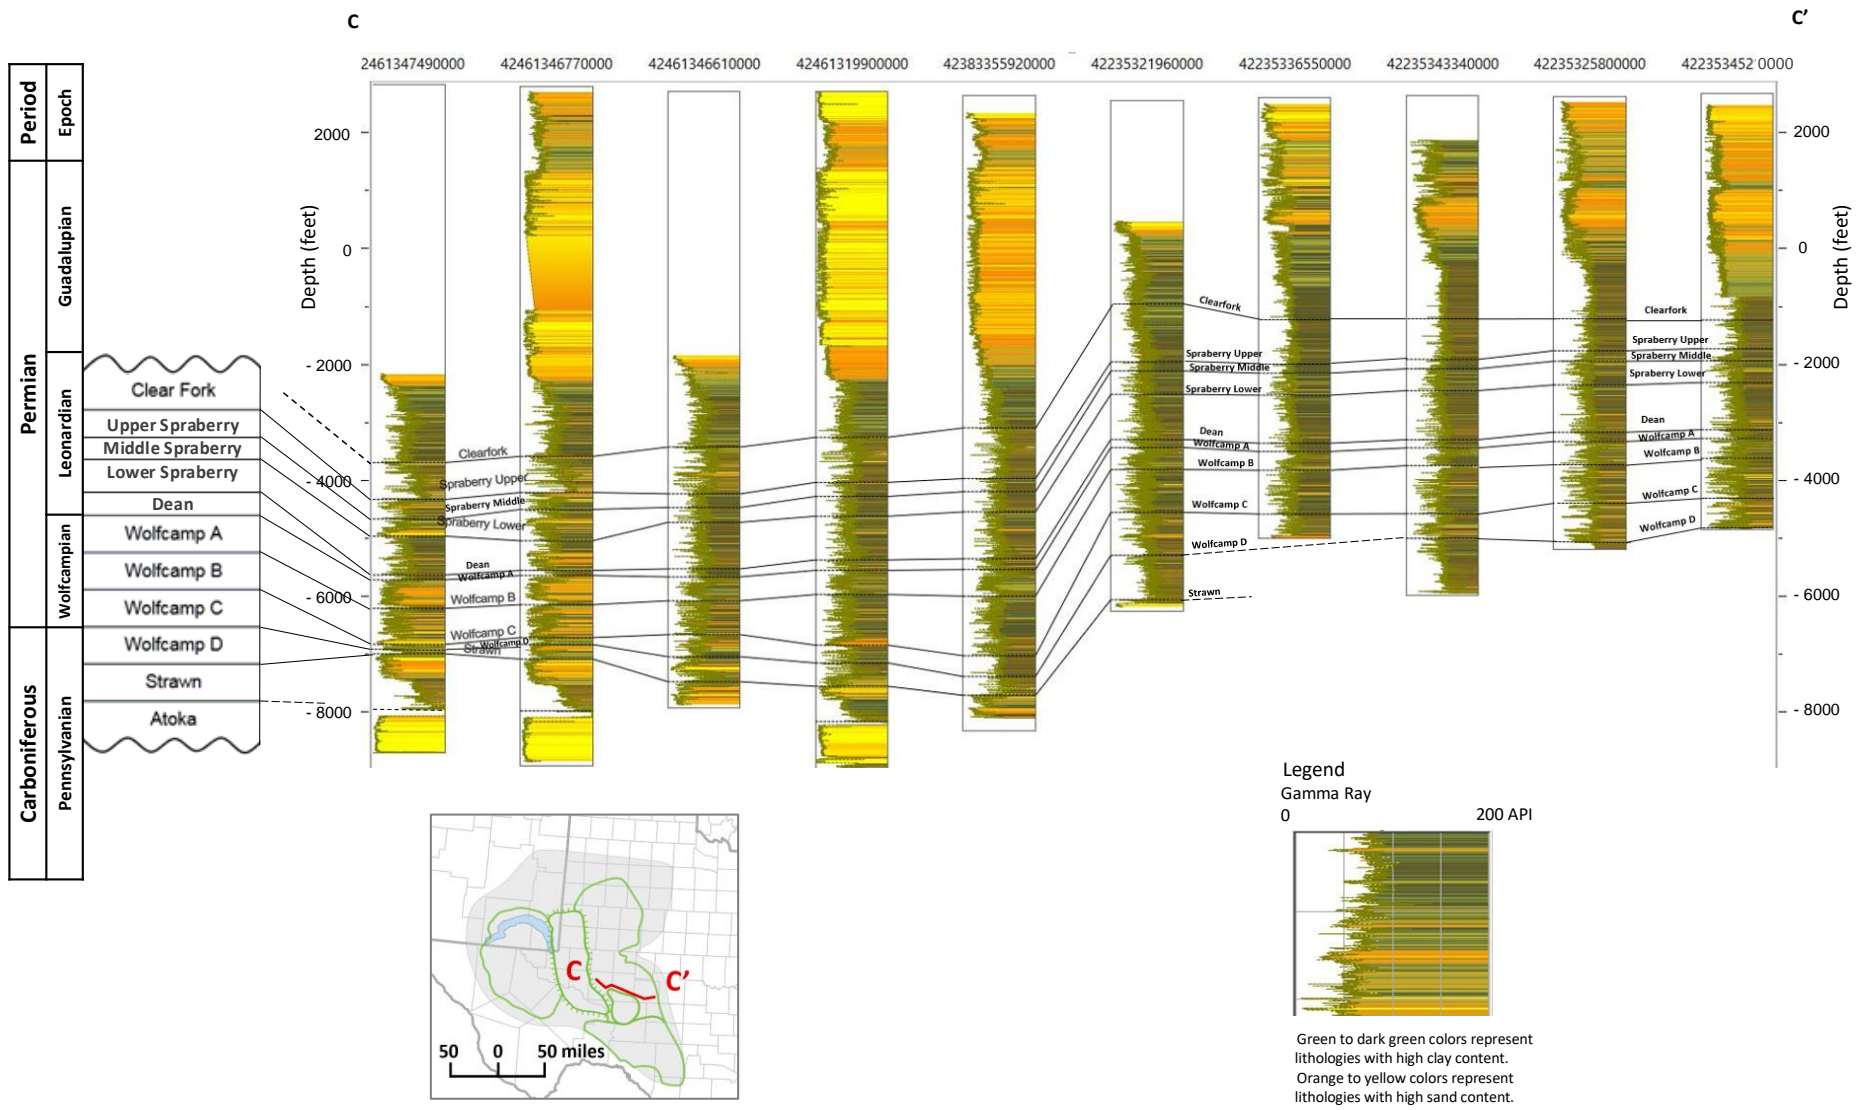 C
C’
2461347490000 42461346770000 42461346610000 42461319900000 42383355920000 42235321960000 42235336550000 42235343340000 42235325800000
Period
Epoch
Permian
Guadalupian
Leonardian
Wolfcampian
Carboniferous
Pennsylvanian
Clear Fork
Upper Spraberry
Middle Spraberry
Lower Spraberry
Dean
Wolfcamp A
Wolfcamp B
Wolfcamp C
Wolfcamp D
Strawn
Atoka
Depth (feet)
2000
0
- 2000
- 4000
- 6000
- 8000
Clearfork
Spraberry Upper
Spraberry Middle
Spraberry Lower
Dean
Wolfcamp A
Wolfcamp B
Wolfcamp C
Wolfcamp D
Strawn
Clearfork
Spraberry Upper
Spraberry Middle
Spraberry Lower
Dean
Wolfcamp A
Wolfcamp B
Wolfcamp C
Wolfcamp D
Strawn
Clearfork
Spraberry Upper
Spraberry Middle
Spraberry Lower
Dean
Wolfcamp A
Wolfcamp B
Wolfcamp C
Wolfcamp D
2000
0
- 2000
- 4000
- 6000
- 8000
Depth (feet)
C
C’
50 0 50 miles
Legend
Gamma Ray
0 200 API
Green to dark green colors represent
lithologies with high clay content.
Orange to yellow colors represent
lithologies with high sand content.